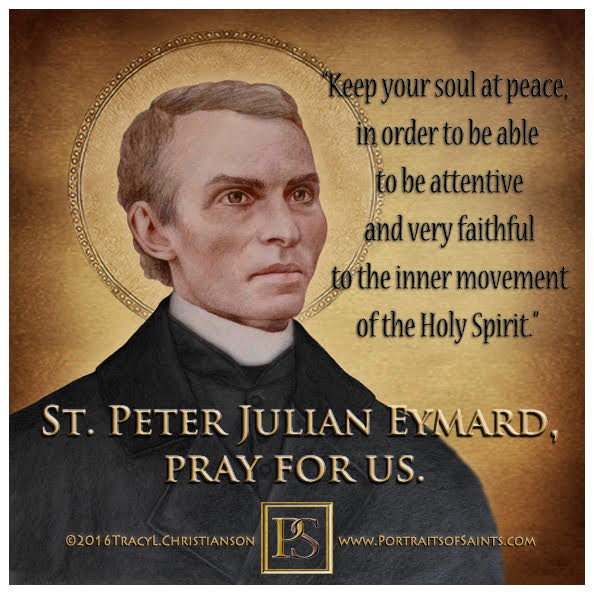 “Keep your soul at peace,
in order to be able
to be attentive
and very faithful
to the inner movement
of the Holy Spirit.”
St. Peter Julian Eymard,
pray for us.
©2016TracyL.Christianson
PS
www.PortraitsofSaints.com